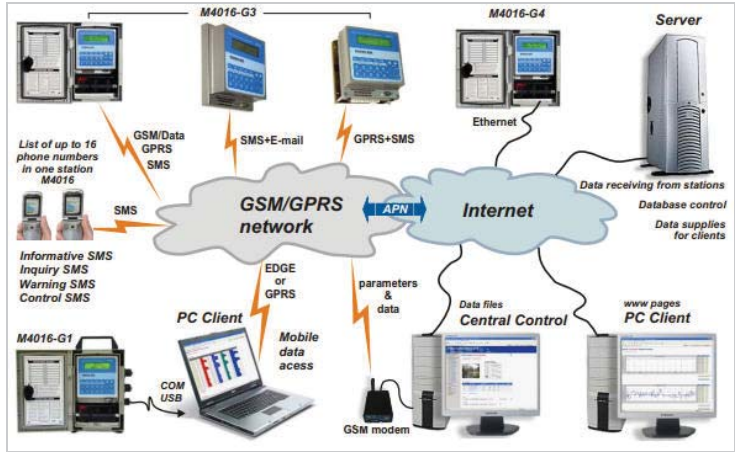 M4016-G3
M4016-G4
Server
GSM/Data
GPRS
SMS
SMS+E-mail
GPRS+SMS
Ethernet
List of up to 16
phone numbers
in one station
M4016
SMS
GSM/GPRS
network
APN
Internet
Data receiving from stations
Database control
Data supplies
for clients
Informative SMS
Inquiry SMS
Warning SMS
Control SMS
EDGE
or
GPRS
parameters
&
data
Data files
Central Control
www pages
PC Client
M4016-G1
PC Client
Mobile
data
acess
COM
USB
GSM modem